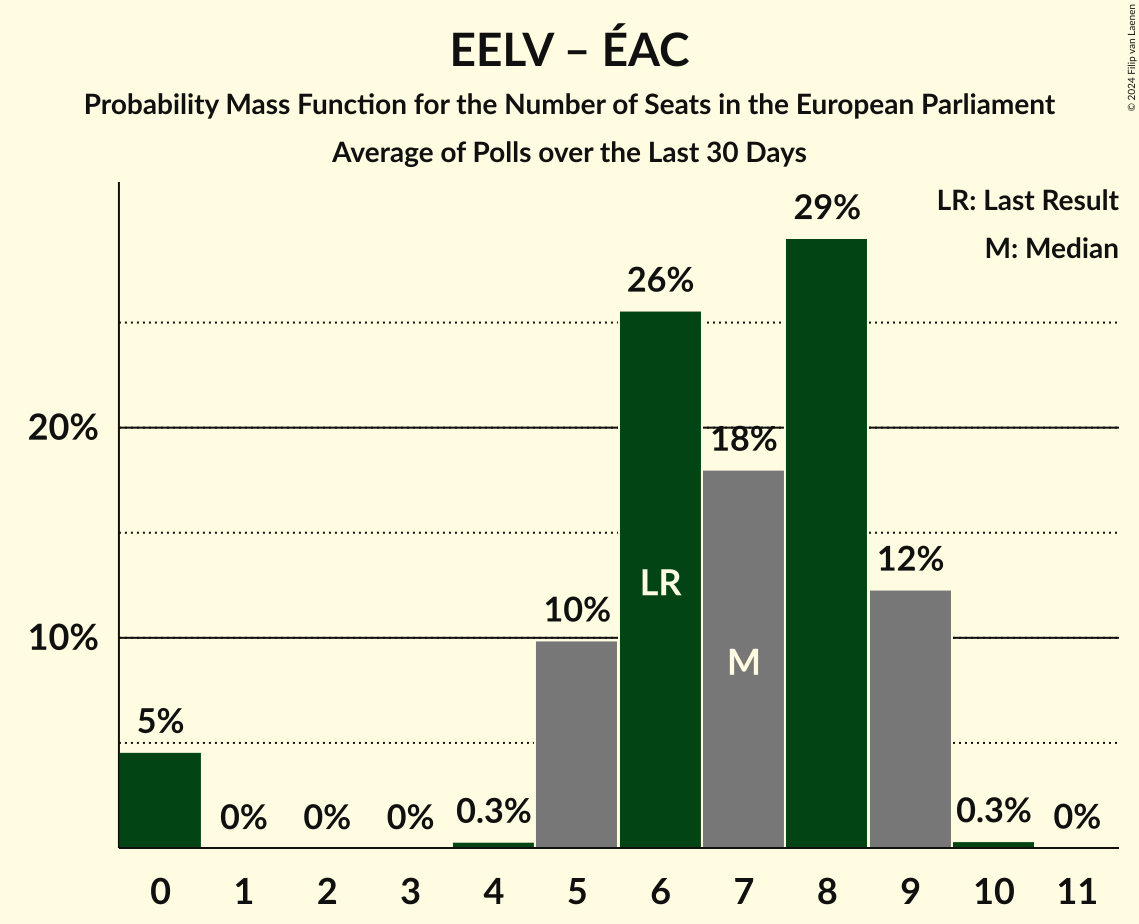 EELV – ÉAC
Probability Mass Function for the Number of Seats in the European Parliament
Average of Polls over the Last 30 Days
© 2024 Filip van Laenen
LR: Last Result
M: Median
29%
26%
20%
18%
12%
LR
10%
10%
M
5%
0%
0%
0%
0.3%
0.3%
0%
0 1 2 3 4 5 6 7 8 9 10 11